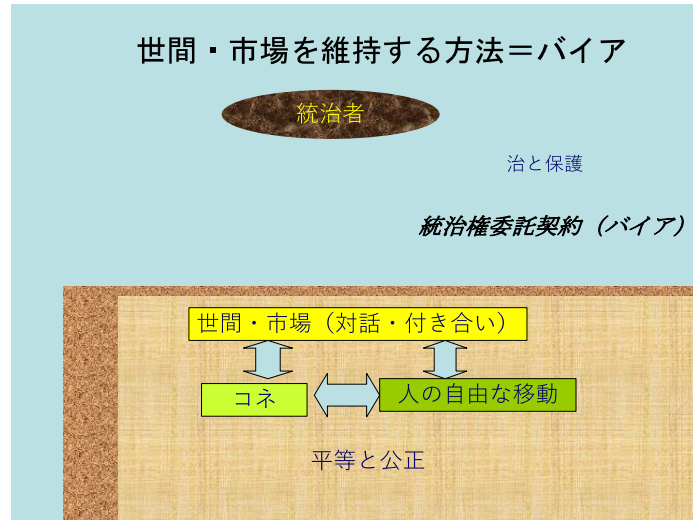 世間・市場を維持する方法＝バイア
統治者
治と保護
統治権委託契約（バイア）
世間・市場（対話・付き合い）
コネ
人の自由な移動
平等と公正